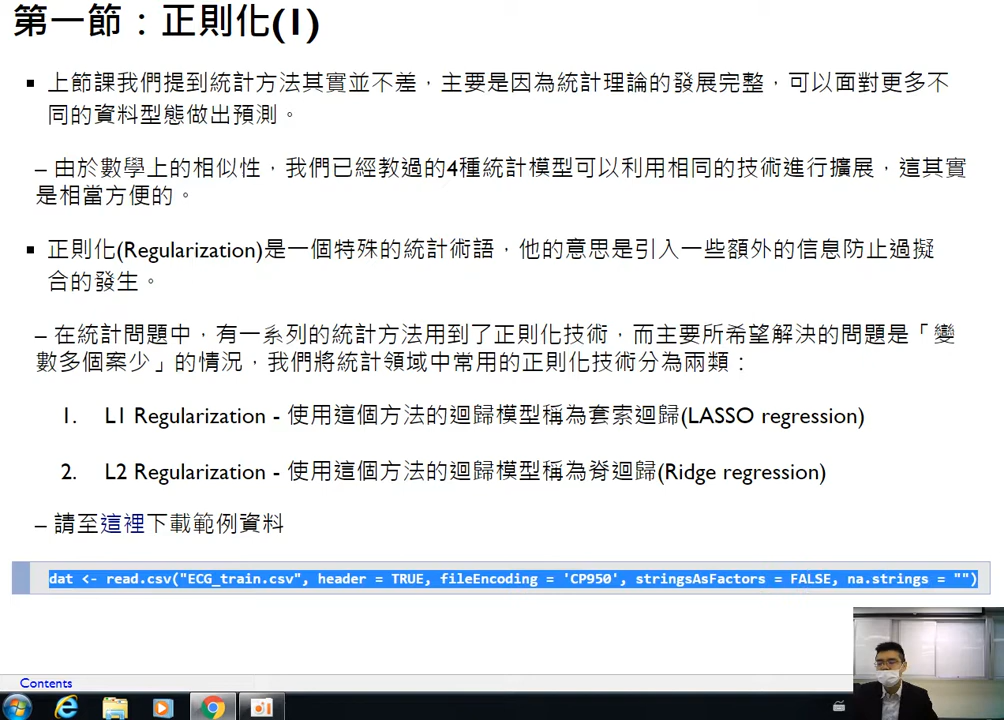 第一節：正則化(1)
▪ 上節課我們提到統計方法其實並不差，主要是因為統計理論的發展完整，可以面對更多不
同的資料型態做出預測。
– 由於數學上的相似性，我們已經教過的4種統計模型可以利用相同的技術進行擴展，這其實
是相當方便的。
▪ 正則化(Regularization)是一個特殊的統計術語，他的意思是引入一些額外的信息防止過擬
合的發生。
– 在統計問題中，有一系列的統計方法用到了正則化技術，而主要所希望解決的問題是「變
數多個案少」的情況，我們將統計領域中常用的正則化技術分為兩類：
1. L1 Regularization - 使用這個方法的迴歸模型稱為套索迴歸(LASSO regression)
2. L2 Regularization - 使用這個方法的迴歸模型稱為脊迴歸(Ridge regression)
– 請至這裡下載範例資料
dat <- read.csv("ECG_train.csv", header = TRUE, fileEncoding = 'CP950', stringsAsFactors = FALSE, na.strings = "")
Contents